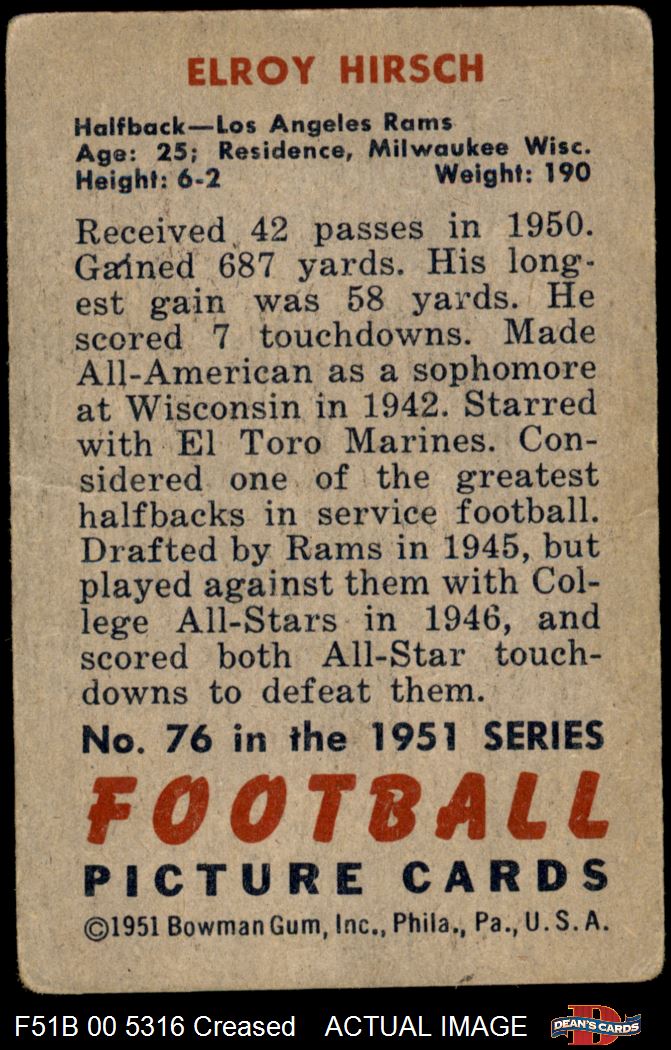 ELROY HIRSCH
Halfback—Los Angeles Rams
Age: 25; Residence, Milwaukee Wisc.
Height: 6-2 Weight: 190
Received 42 passes in 1950.
Gained 687 yards. His long-
est gain was 58 yards. He
scored 7 touchdowns. Made
All-American as a sophomore
at Wisconsin in 1942. Starred
with El Toro Marines. Con-
sidered one of the greatest
halfbacks in service football.
Drafted by Rams in 1945, but
played against them with Col-
lege All-Stars in 1946, and
scored both All-Star touch-
downs to defeat them.
No. 76 in the 1951 SERIES
FOOTBALL
PICTURE CARDS
©1951 Bowman Gum, Inc., Phila., Pa., U.S.A.
F51B 00 5316 Creased ACTUAL IMAGE
D
DEAN'S CARDS